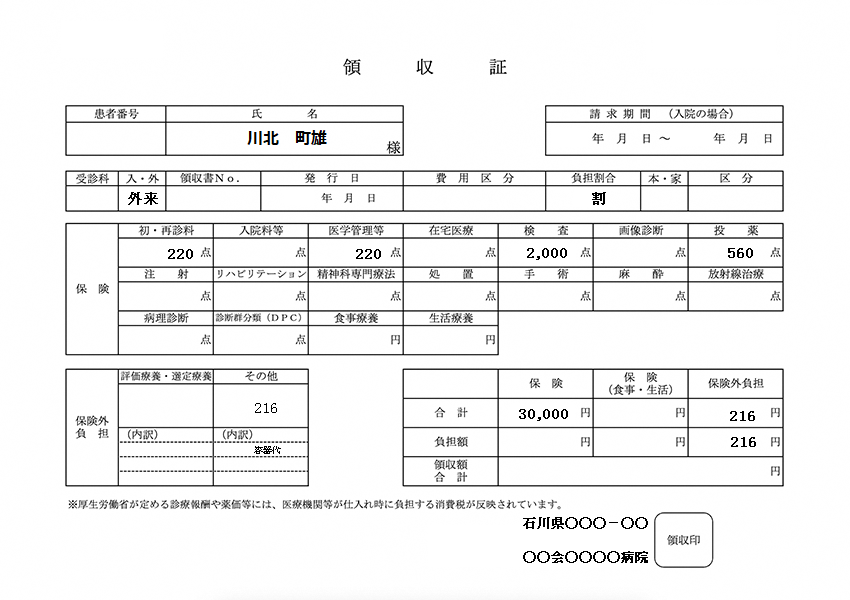 領 収 証
患者番号 氏 名 請 求 期 間 （入院の場合）
川北 町雄 様 年 月 日 ～ 年 月 日
受診科 入・外 領収書Ｎｏ． 発 行 日 費 用 区 分 負担割合 本・家 区 分
外来 年 月 日 割
初・再診料 入院料等 医学管理等 在宅医療 検 査 画像診断 投 薬
220 点 点 220 点 点 2,000 点 点 560 点
保 険
注 射 リハビリテーション 精神科専門療法 処 置 手 術 麻 酔 放射線治療
点 点 点 点 点 点 点
病理診断 診断群分類（ＤＰＣ） 食事療養 生活療養
点 点 円 円
保険外
負 担
評価療養・選定療養 その他
216
（内訳） （内訳）
容器代
保 険 保 険
（食事・生活） 保険外負担
合 計 30,000 円 円 216 円
負担額 円 円 216 円
領収額
合 計 円
※厚生労働省が定める診療報酬や薬価等には、医療機関等が仕入れ時に負担する消費税が反映されています。
石川県〇〇〇－〇〇
〇〇会〇〇〇〇病院
領収印